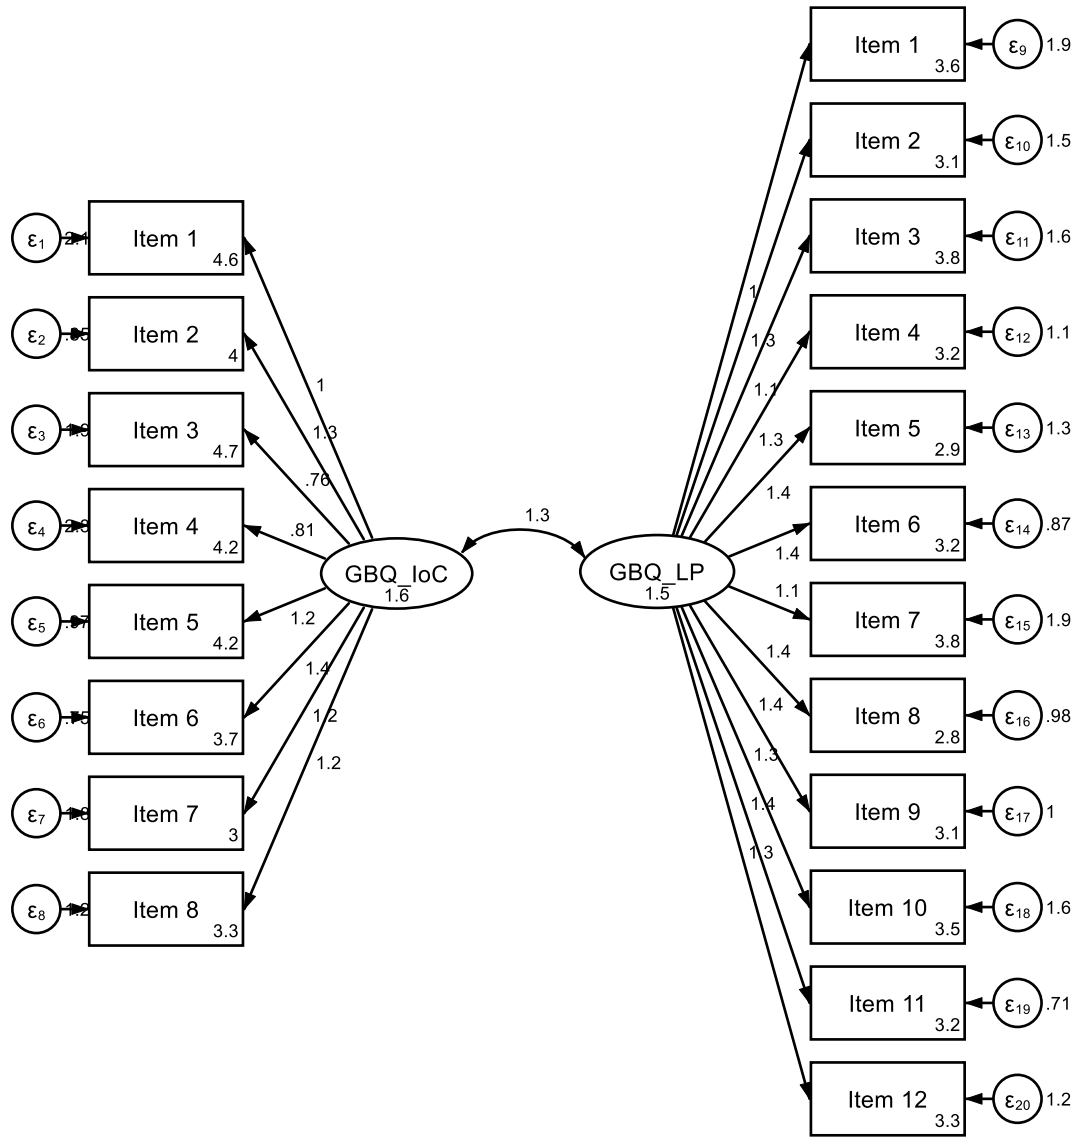 ε1
Item 1
4.6
ε2
Item 2
4
ε3
Item 3
4.7
ε4
Item 4
4.2
ε5
Item 5
4.2
ε6
Item 6
3.7
ε7
Item 7
3
ε8
Item 8
3.3
1
1.3
.76
.81
1.2
1.4
1.2
1.2
GBQ_IoC
1.6
1.3
GBQ_LP
1.5
1
1.3
1.1
1.3
1.4
1.4
1.1
1.4
1.4
1.3
1.4
1.3
Item 1
3.6
ε9 1.9
Item 2
3.1
ε10 1.5
Item 3
3.8
ε11 1.6
Item 4
3.2
ε12 1.1
Item 5
2.9
ε13 1.3
Item 6
3.2
ε14 .87
Item 7
3.8
ε15 1.9
Item 8
2.8
ε16 .98
Item 9
3.1
ε17 1
Item 10
3.5
ε18 1.6
Item 11
3.2
ε19 .71
Item 12
3.3
ε20 1.2